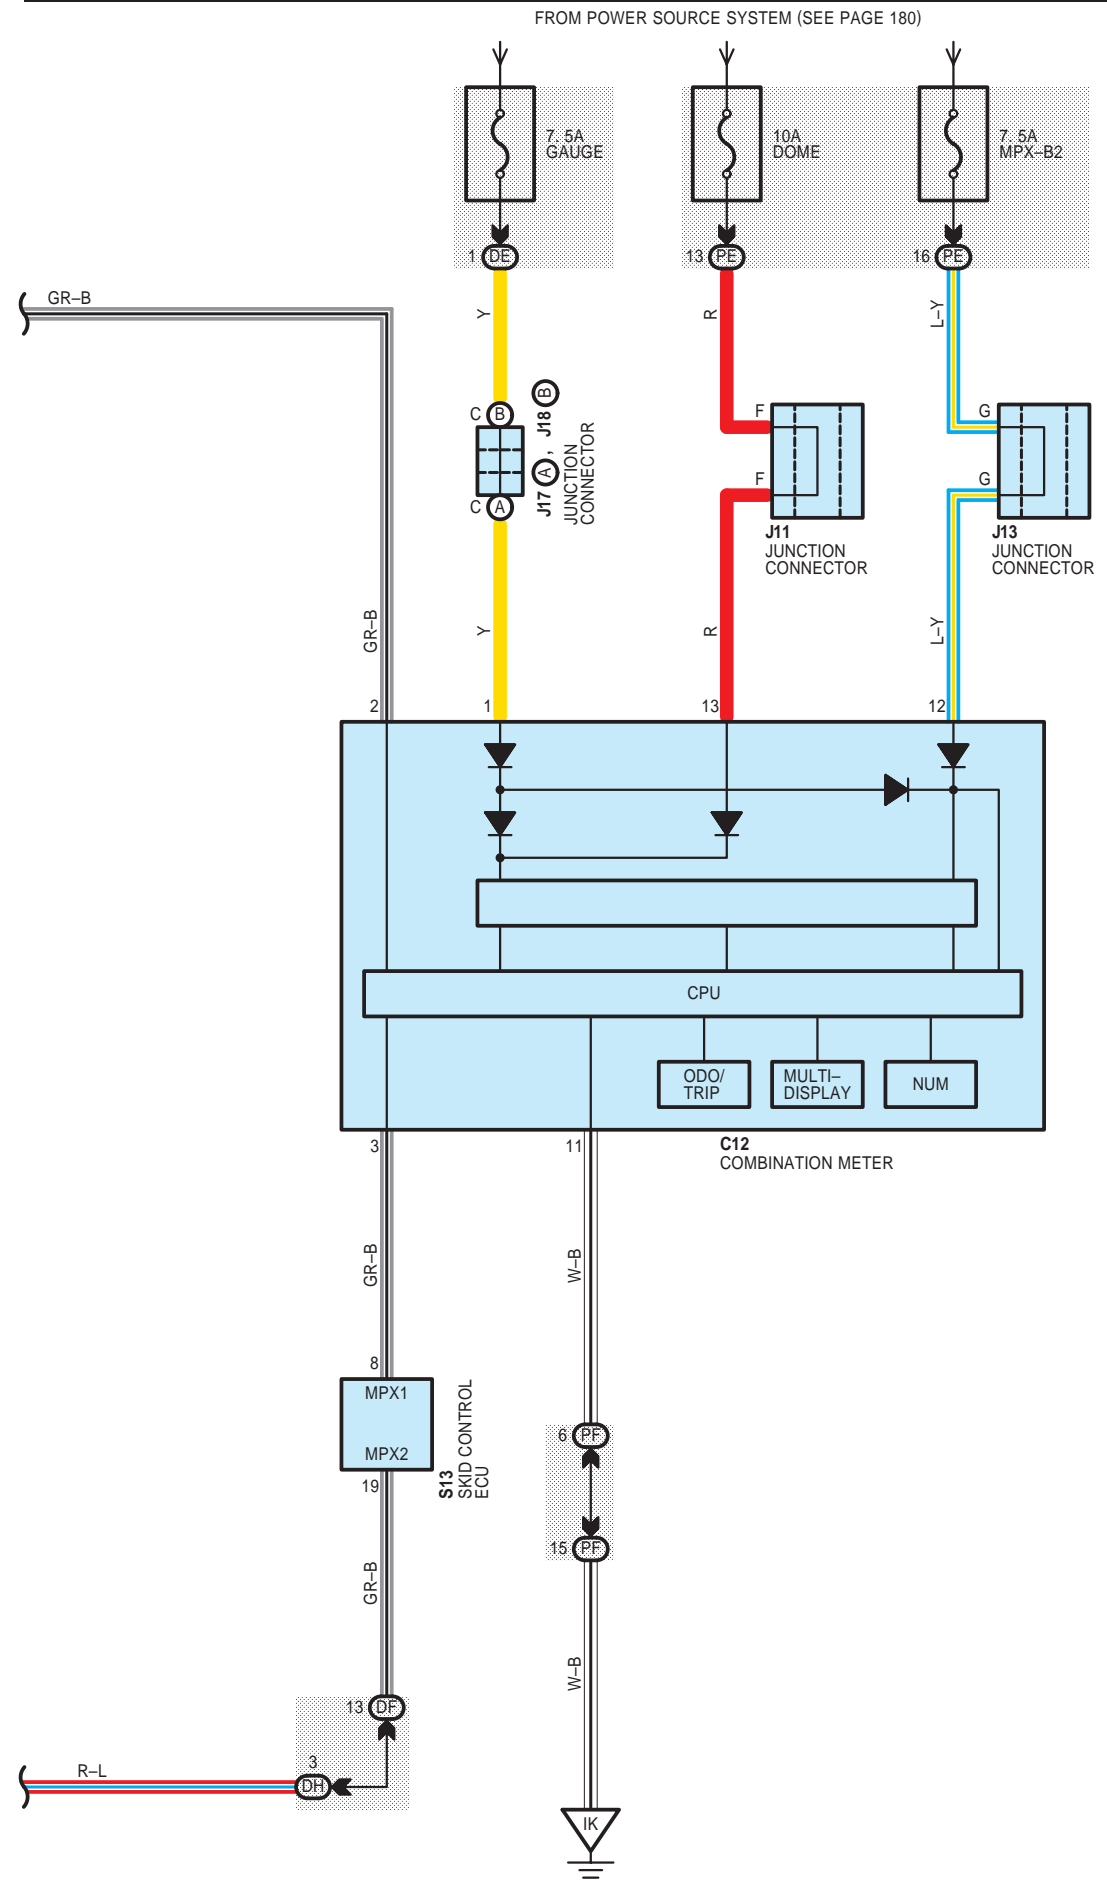 FROM POWER SOURCE SYSTEM (SEE PAGE 180)
7. 5A
GAUGE
10A
DOME
7. 5A
MPX–B2
1 DE
13 PE
16 PE
GR–B
Y
R
L–Y
C B
C A
J17 A , J18 B
JUNCTION
CONNECTOR
F
F
J11
JUNCTION
CONNECTOR
G
G
J13
JUNCTION
CONNECTOR
GR–B
Y
R
L–Y
2
1
13
12
CPU
ODO/
TRIP
MULTI–
DISPLAY
NUM
3
11
C12
COMBINATION METER
GR–B
W–B
8
MPX1
MPX2
S13
SKID CONTROL
ECU
19
6 PF
15 PF
GR–B
W–B
13 DF
3
DH
R–L
IK